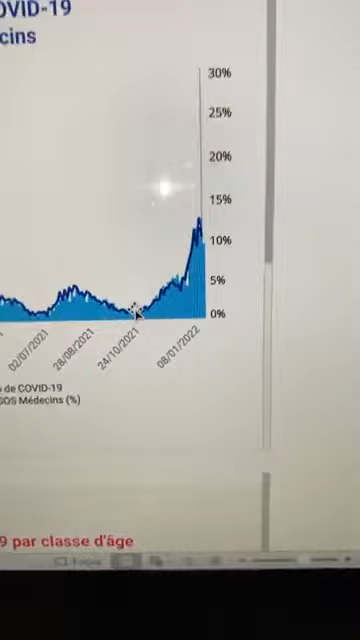 OVID-19
cins
30%
25%
20%
15%
10%
5%
0%
02/07/2021
28/08/2021
24/10/2021
08/01/2022
de COVID-19
SOS Médecins (%)
9 par classe d'âge